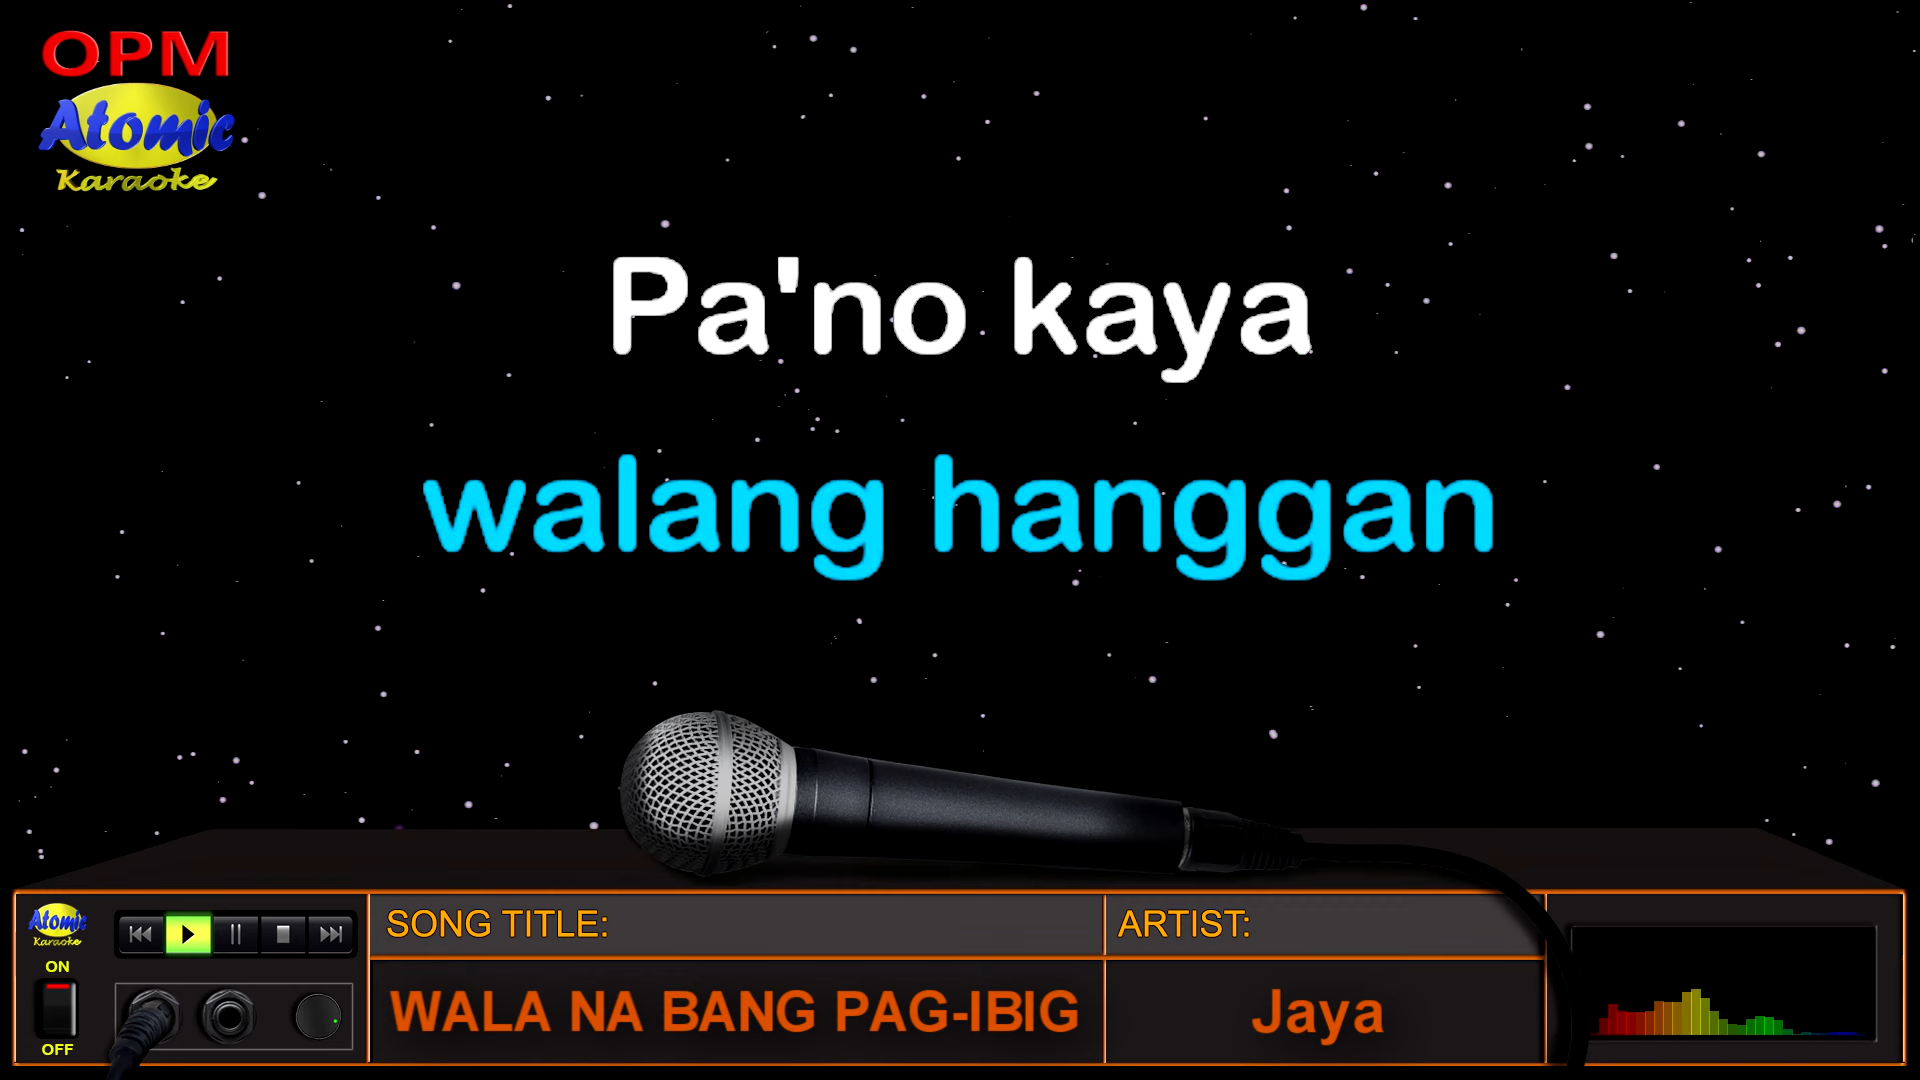 OPM
Atomic
Karaoke
Pa'no kaya
walang hanggan
Atomic
Karaoke
ON
OFF
SONG TITLE:
ARTIST:
WALA NA BANG PAG-IBIG
Jaya